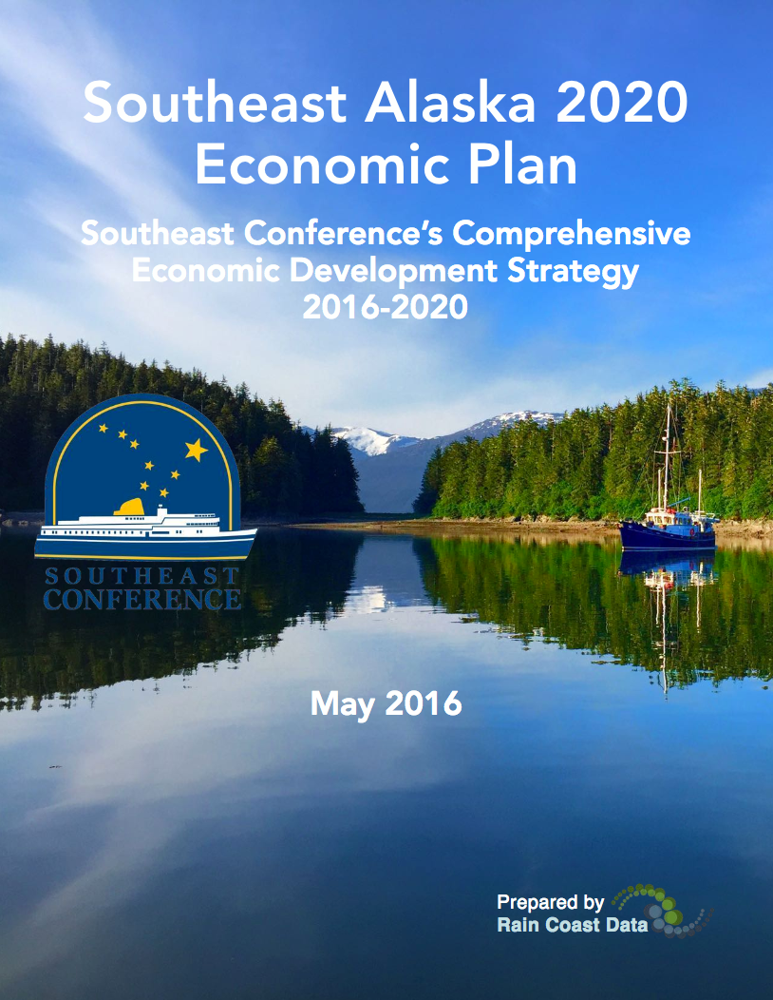 Southeast Alaska 2020
Economic Plan
Southeast Conference’s Comprehensive
Economic Development Strategy
2016-2020
SOUTHEAST
CONFERENCE
May 2016
Prepared by
Rain Coast Data